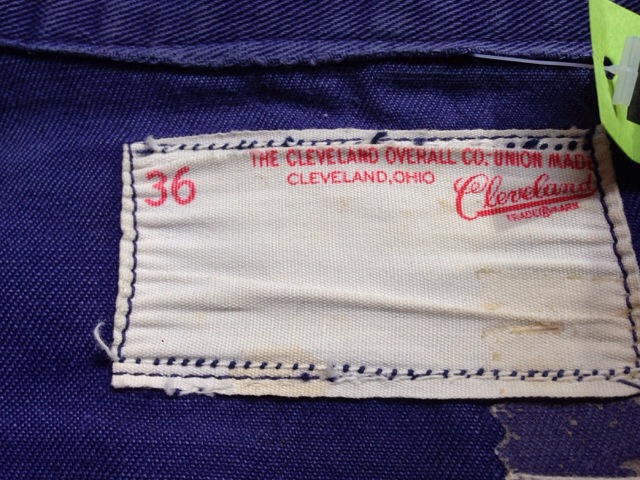 THE CLEVELAND OVERALL CO. UNION MADE
36
CLEVELAND, OHIO
Cleveland
TRADE ® MARK